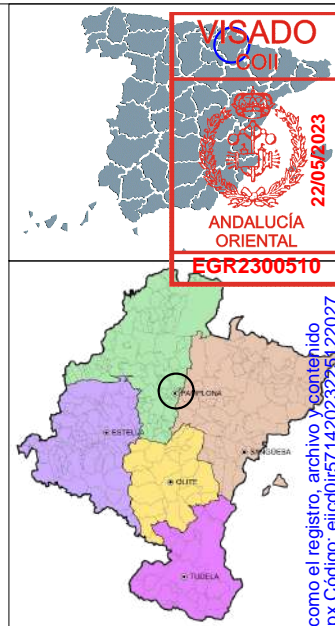 VISADO
COII
22/05/2023
ANDALUCÍA
ORIENTAL
EGR2300510
PAMPLONA
ESTELLA
SANGÜESA
OLITE
TUDELA
como el registro, archivo y contenido